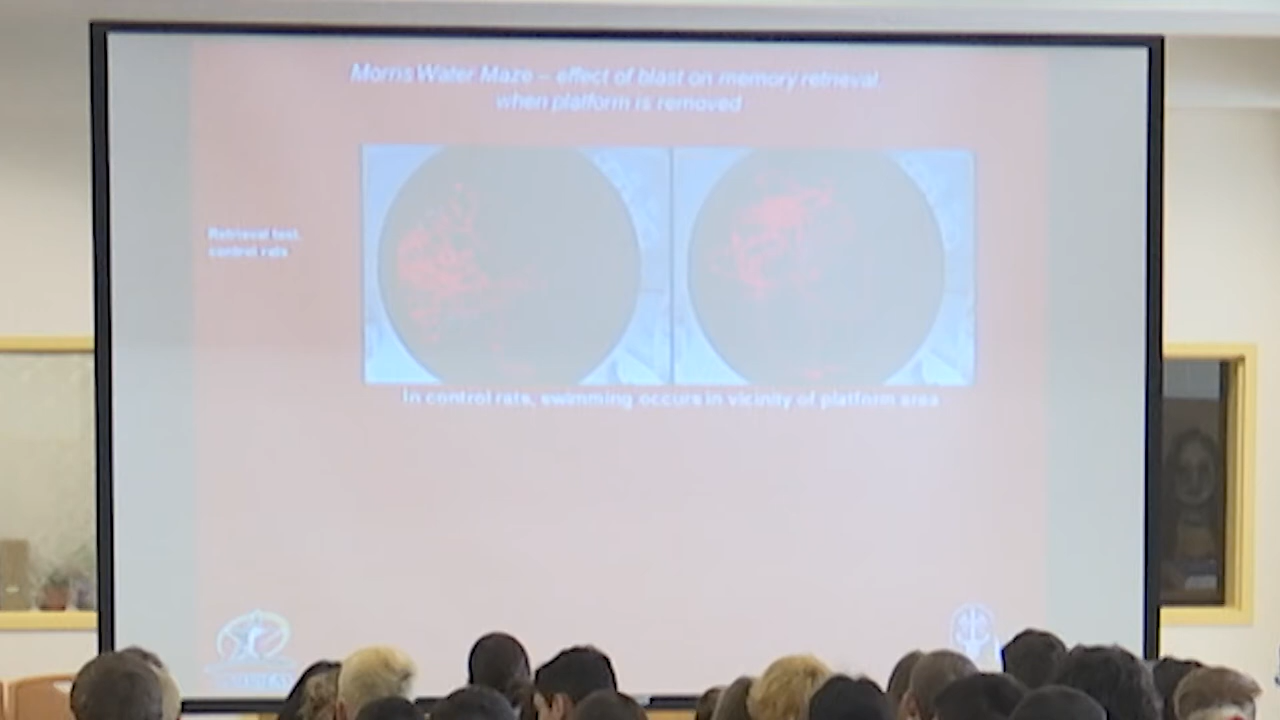 Morris Water Maze – effect of blast on memory retrieval,
when platform is removed
Retrieval test,
control rats
In control rats, swimming occurs in vicinity of platform area